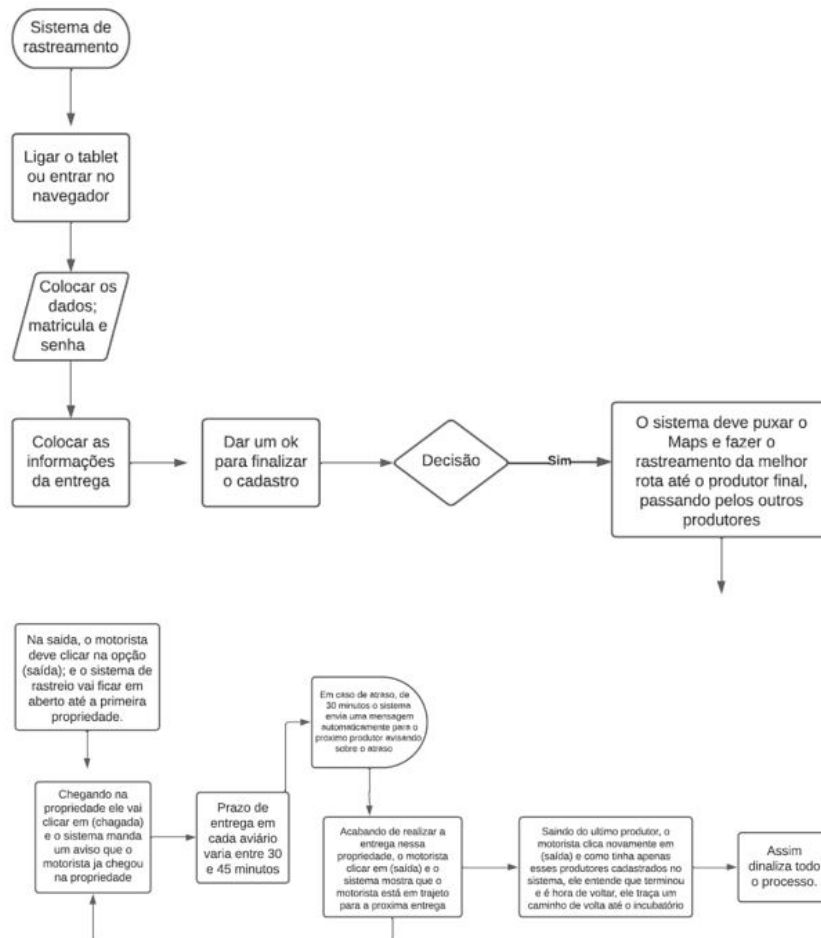 Sistema de
rastreamento
Ligar o tablet
ou entrar no
navegador
Colocar os
dados;
matricula e
senha
Colocar as
informações
da entrega
Dar um ok
para finalizar
o cadastro
Decisão
Sim
O sistema deve puxar o
Maps e fazer o
rastreamento da melhor
rota até o produtor final,
passando pelos outros
produtores
Na saida, o motorista
deve clicar na opção
(saída); e o sistema de
rastreio vai ficar em
aberto até a primeira
propriedade.
Chegando na
propriedade ele vai
clicar em (chagada)
e o sistema manda
um aviso que o
motorista ja chegou
na propriedade
Prazo de
entrega em
cada aviário
varia entre 30
e 45 minutos
Em caso de atraso, de
30 minutos o sistema
envia uma mensagem
automaticamente para o
proximo produtor avisando
sobre o atraso
Acabando de realizar a
entrega nessa
propriedade, o motorista
clicar em (saída) e o
sistema mostra que o
motorista está em trajeto
para a proxima entrega
Saindo do ultimo produtor, o
motorista clica novamente em
(saída) e como tinha apenas
esses produtores cadastrados no
sistema, ele entende que terminou
e é hora de voltar, ele traça um
caminho de volta até o incubatório
Assim
dinaliza todo
o processo.